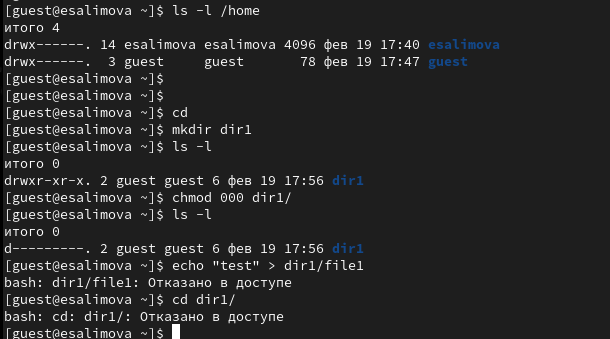 [guest@esalimova ~]$ ls -l /home
итого 4
drwx------. 14 esalimova esalimova 4096 фев 19 17:40 esalimova
drwx------.  3 guest     guest       78 фев 19 17:47 guest
[guest@esalimova ~]$
[guest@esalimova ~]$
[guest@esalimova ~]$ cd
[guest@esalimova ~]$ mkdir dir1
[guest@esalimova ~]$ ls -l
итого 0
drwxr-xr-x. 2 guest guest 6 фев 19 17:56 dir1
[guest@esalimova ~]$ chmod 000 dir1/
[guest@esalimova ~]$ ls -l
итого 0
d---------. 2 guest guest 6 фев 19 17:56 dir1
[guest@esalimova ~]$ echo "test" > dir1/file1
bash: dir1/file1: Отказано в доступе
[guest@esalimova ~]$ cd dir1/
bash: cd: dir1/: Отказано в доступе
[guest@esalimova ~]$